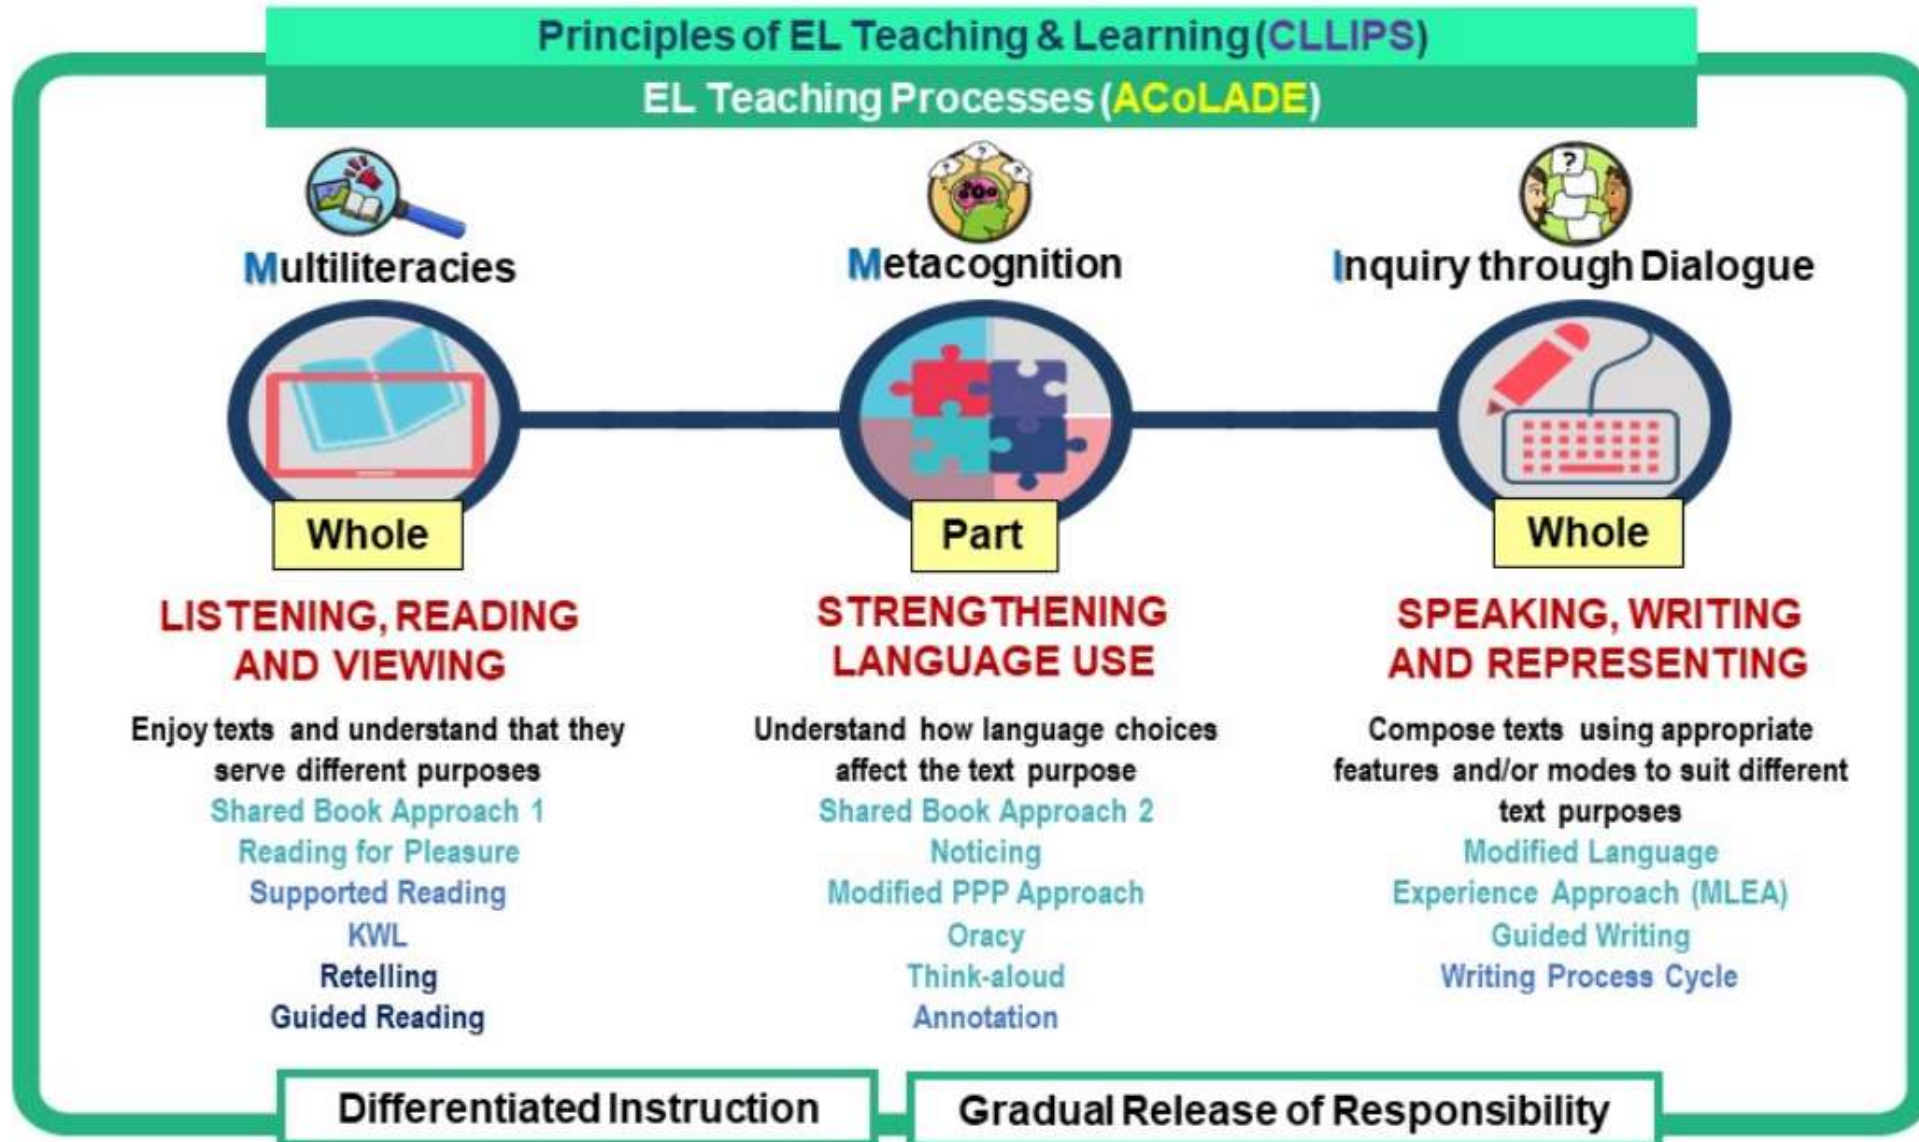 Principles of EL Teaching & Learning (CLLIPS)
EL Teaching Processes (ACoLADE)
Multiliteracies
Whole
LISTENING, READING
AND VIEWING
Enjoy texts and understand that they
serve different purposes
Shared Book Approach 1
Reading for Pleasure
Supported Reading
KWL
Retelling
Guided Reading
? ? ?
Metacognition
Part
STRENGTHENING
LANGUAGE USE
Understand how language choices
affect the text purpose
Shared Book Approach 2
Noticing
Modified PPP Approach
Oracy
Think-aloud
Annotation
?
Inquiry through Dialogue
Whole
SPEAKING, WRITING
AND REPRESENTING
Compose texts using appropriate
features and/or modes to suit different
text purposes
Modified Language
Experience Approach (MLEA)
Guided Writing
Writing Process Cycle
Differentiated Instruction
Gradual Release of Responsibility